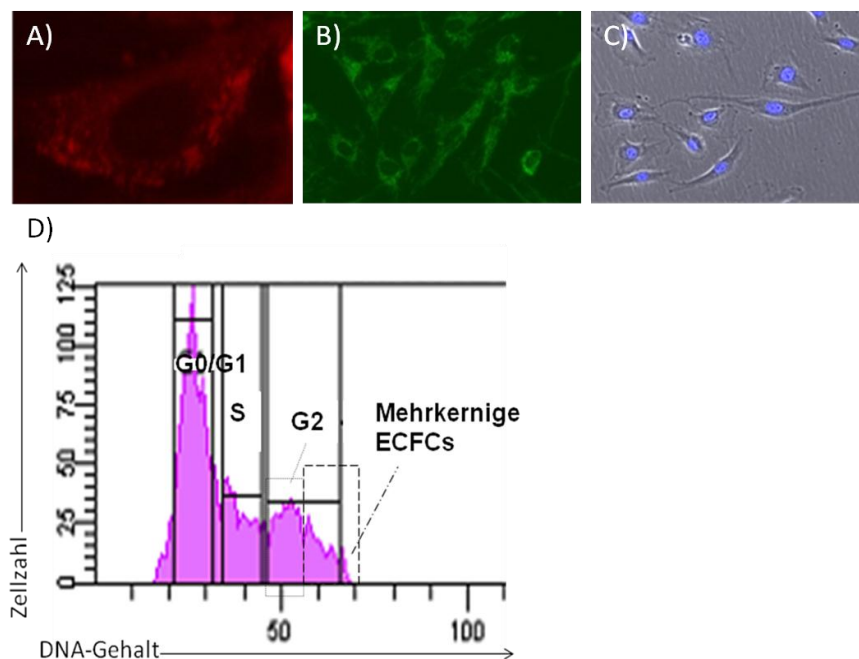 A)
B)
C)
D)
125
100
75
50
25
0
G0/G1
S
G2
Mehrkernige
ECFCs
Zellzahl
50
100
DNA-Gehalt